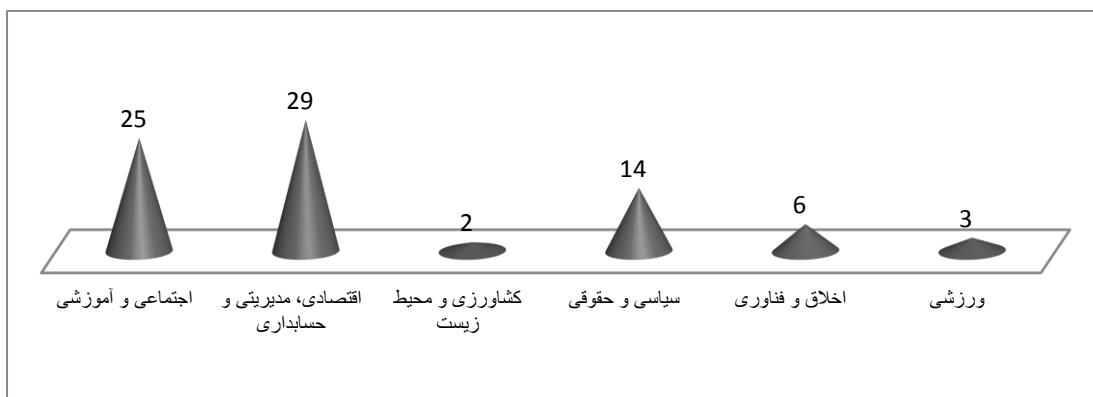 25
29
2
14
6
3
اجتماعی و آموزشی
اقتصادی، مدیریتی و
حسابداری
کشاورزی و محیط
زیست
سیاسی و حقوقی
اخلاق و فناوری
ورزشی